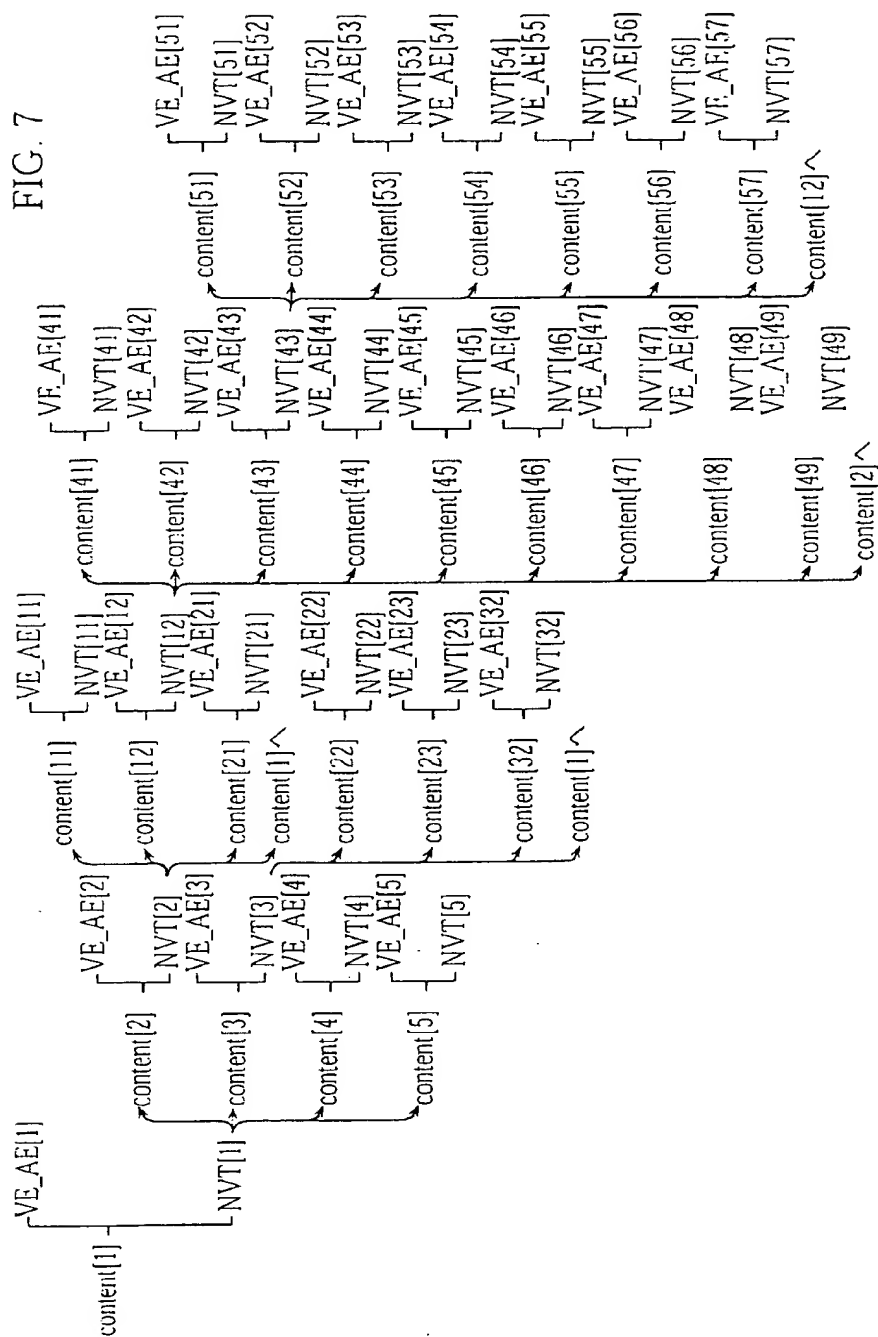 FIG. 7
content[1]
VE_AE[1]
NVT[1]
content[2]
content[3]
content[4]
content[5]
VE_AE[2]
NVT[2]
VE_AE[3]
NVT[3]
VE_AE[4]
NVT[4]
VE_AE[5]
NVT[5]
content[11]
content[12]
content[21]
content[1]^
content[22]
content[23]
content[32]
content[1]^
VE_AE[11]
NVT[11]
VE_AE[12]
NVT[12]
VE_AE[21]
NVT[21]
VE_AE[22]
NVT[22]
VE_AE[23]
NVT[23]
VE_AE[32]
NVT[32]
content[41]
content[42]
content[43]
content[44]
content[45]
content[46]
content[47]
content[48]
content[49]
content[2]^
VE_AE[41]
NVT[41]
VE_AE[42]
NVT[42]
VE_AE[43]
NVT[43]
VE_AE[44]
NVT[44]
VE_AE[45]
NVT[45]
VE_AE[46]
NVT[46]
VE_AE[47]
NVT[47]
VE_AE[48]
NVT[48]
VE_AE[49]
NVT[49]
content[51]
content[52]
content[53]
content[54]
content[55]
content[56]
content[57]
content[12]^
VE_AE[51]
NVT[51]
VE_AE[52]
NVT[52]
VE_AE[53]
NVT[53]
VE_AE[54]
NVT[54]
VE_AE[55]
NVT[55]
VE_AE[56]
NVT[56]
VE_AE[57]
NVT[57]